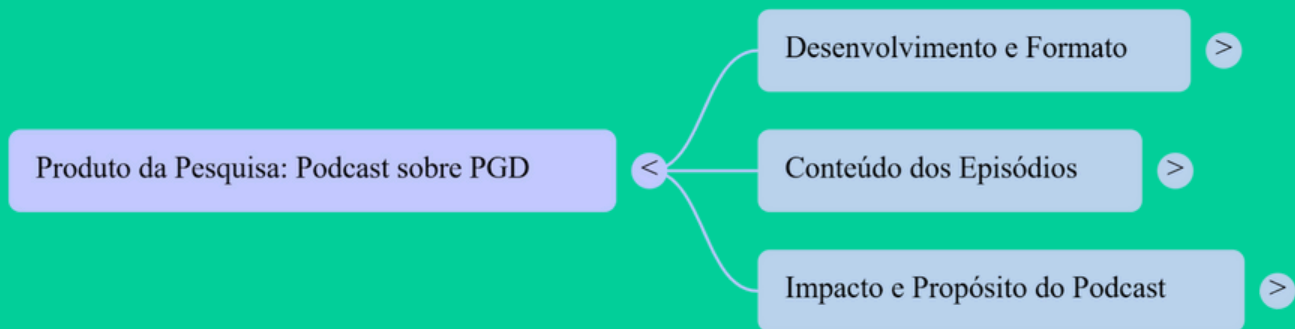 Desenvolvimento e Formato >
Produto da Pesquisa: Podcast sobre PGD <
Conteúdo dos Episódios >
Impacto e Propósito do Podcast >